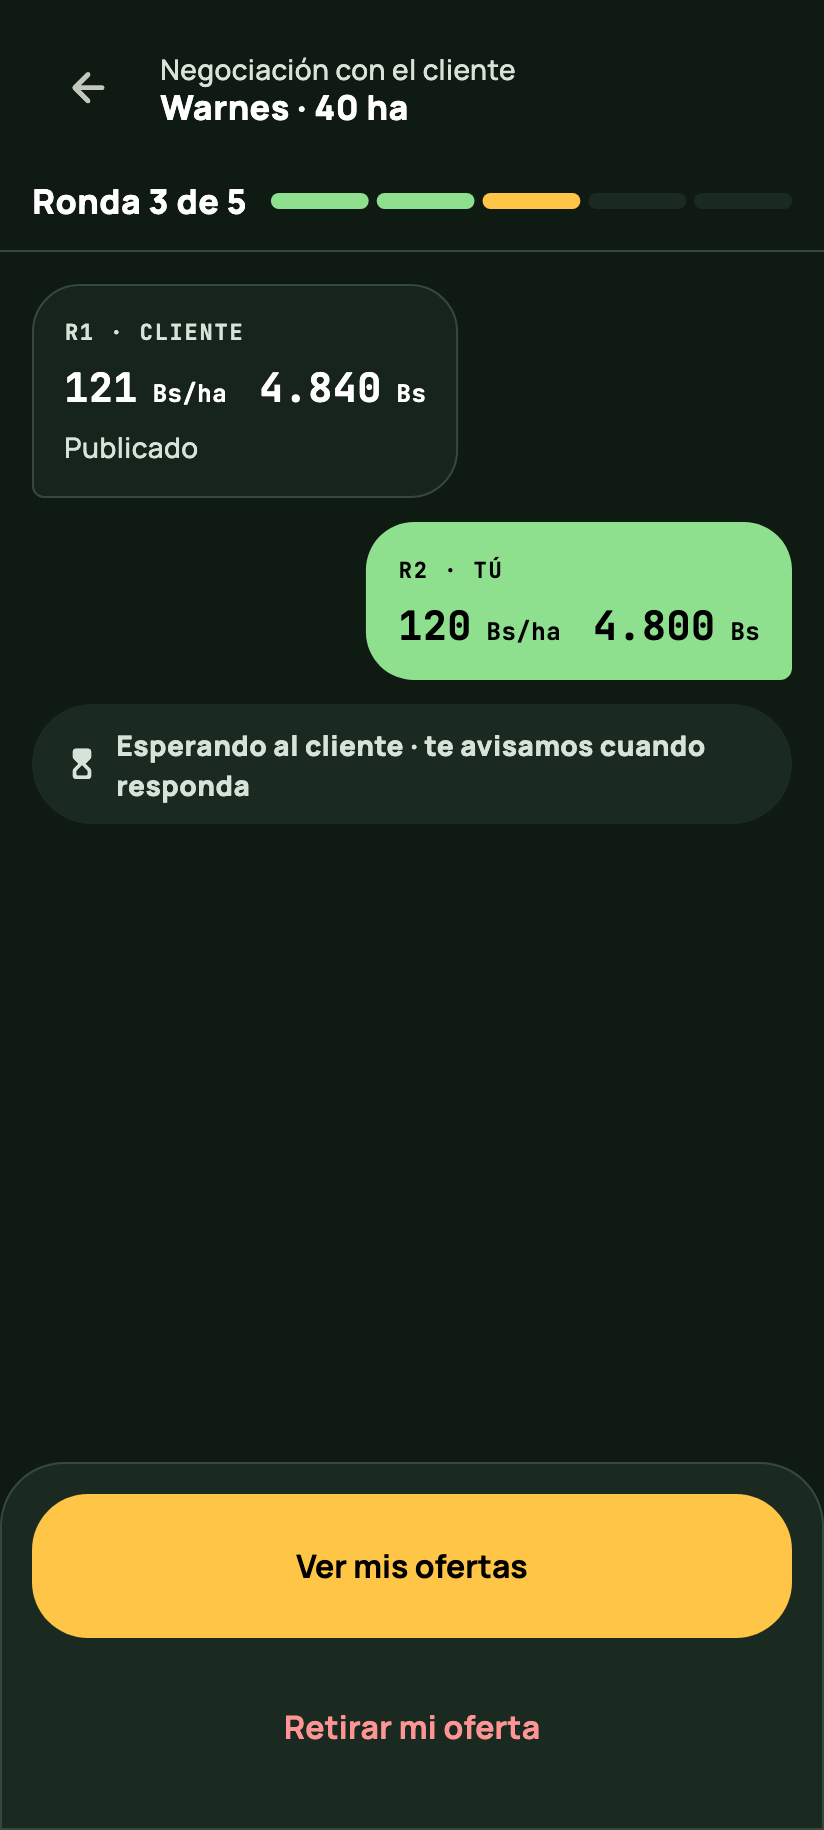 Negociación con el cliente
Warnes · 40 ha
Ronda 3 de 5
R1 · CLIENTE
121 Bs/ha 4.840 Bs
Publicado
R2 · TÚ
120 Bs/ha 4.800 Bs
Esperando al cliente · te avisamos cuando
responda
Ver mis ofertas
Retirar mi oferta